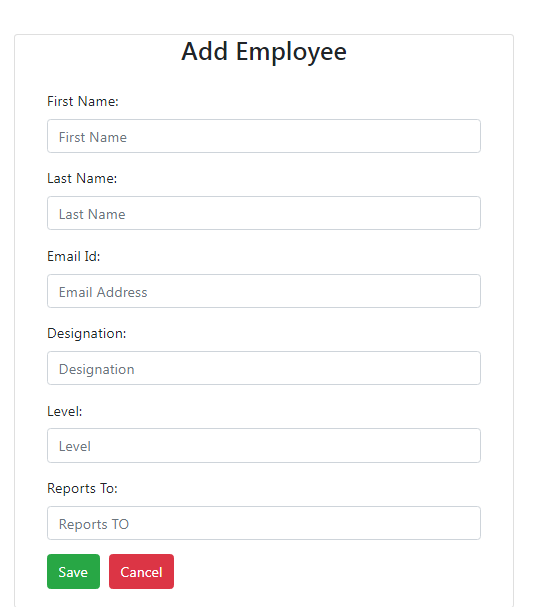 Add Employee
First Name:
First Name
Last Name:
Last Name
Email Id:
Email Address
Designation:
Designation
Level:
Level
Reports To:
Reports TO
Save Cancel